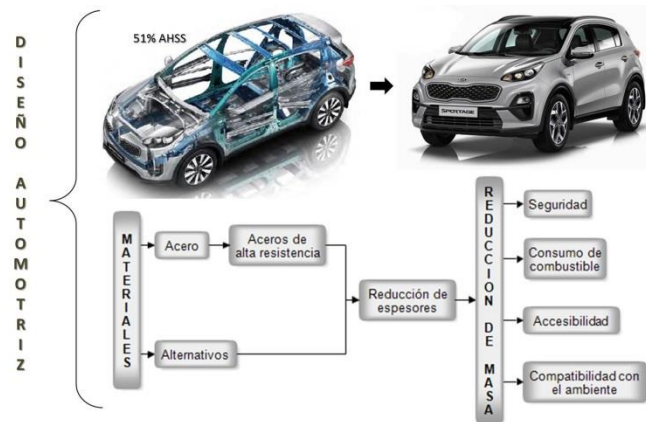 DISEÑO AUTOMOTRIZ
51% AHSS
SPORTAGE
MATERIALES
Acero
Aceros de
alta resistencia
Alternativos
Reducción de
espesores
REDUCCION DE MASA
Seguridad
Consumo de
combustible
Accesibilidad
Compatibilidad con
el ambiente